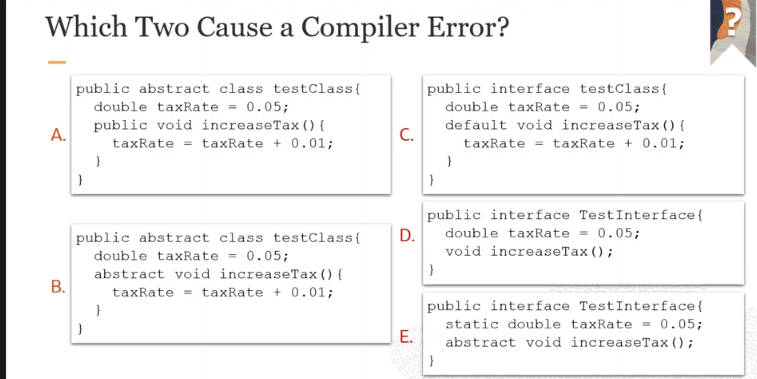 Which Two Cause a Compiler Error?
?
A.
public abstract class testClass{
double taxRate = 0.05;
public void increaseTax(){
taxRate = taxRate + 0.01;
}
}
B.
public abstract class testClass{
double taxRate = 0.05;
abstract void increaseTax(){
taxRate = taxRate + 0.01;
}
}
C.
public interface testClass{
double taxRate = 0.05;
default void increaseTax(){
taxRate = taxRate + 0.01;
}
}
D.
public interface TestInterface{
double taxRate = 0.05;
void increaseTax();
}
E.
public interface TestInterface{
static double taxRate = 0.05;
abstract void increaseTax();
}